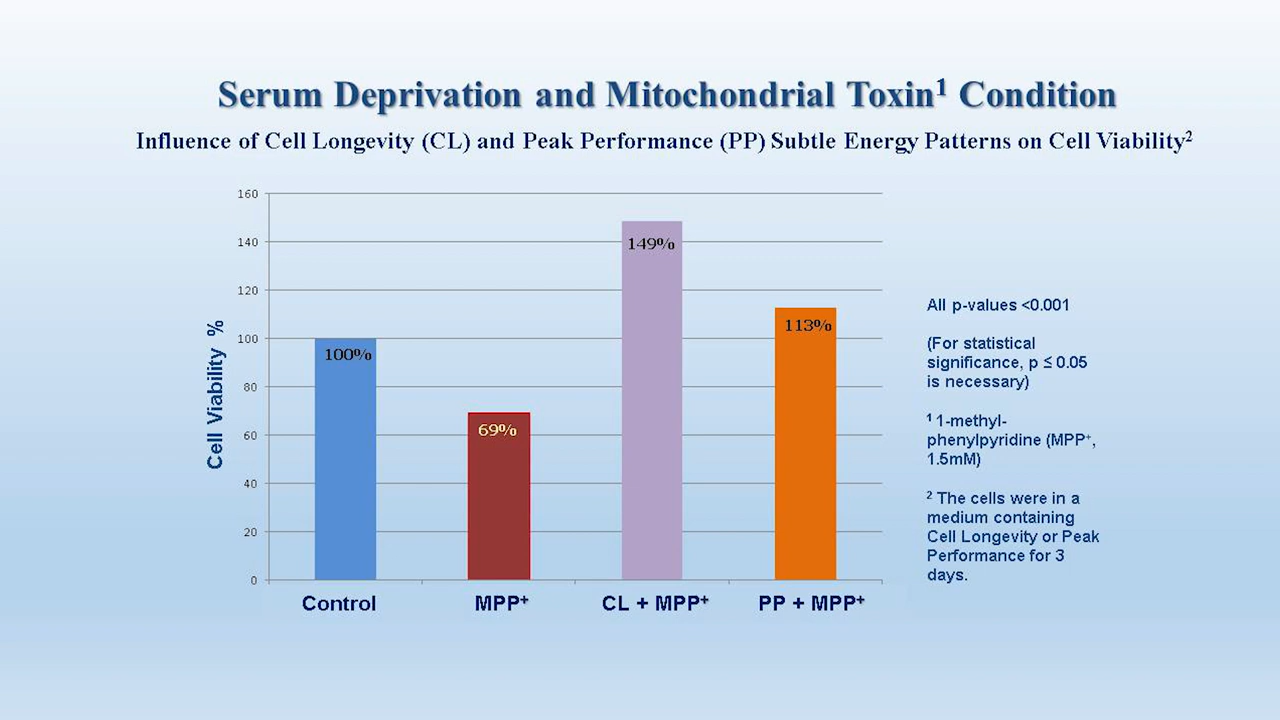 Serum Deprivation and Mitochondrial Toxin¹ Condition
Influence of Cell Longevity (CL) and Peak Performance (PP) Subtle Energy Patterns on Cell Viability²
160
140
120
100
80
60
40
20
0
Cell Viability %
100%
69%
149%
113%
Control
MPP⁺
CL + MPP⁺
PP + MPP⁺
All p-values <0.001
(For statistical
significance, p ≤ 0.05
is necessary)
¹ 1-methyl-
phenylpyridine (MPP⁺,
1.5mM)
² The cells were in a
medium containing
Cell Longevity or Peak
Performance for 3
days.